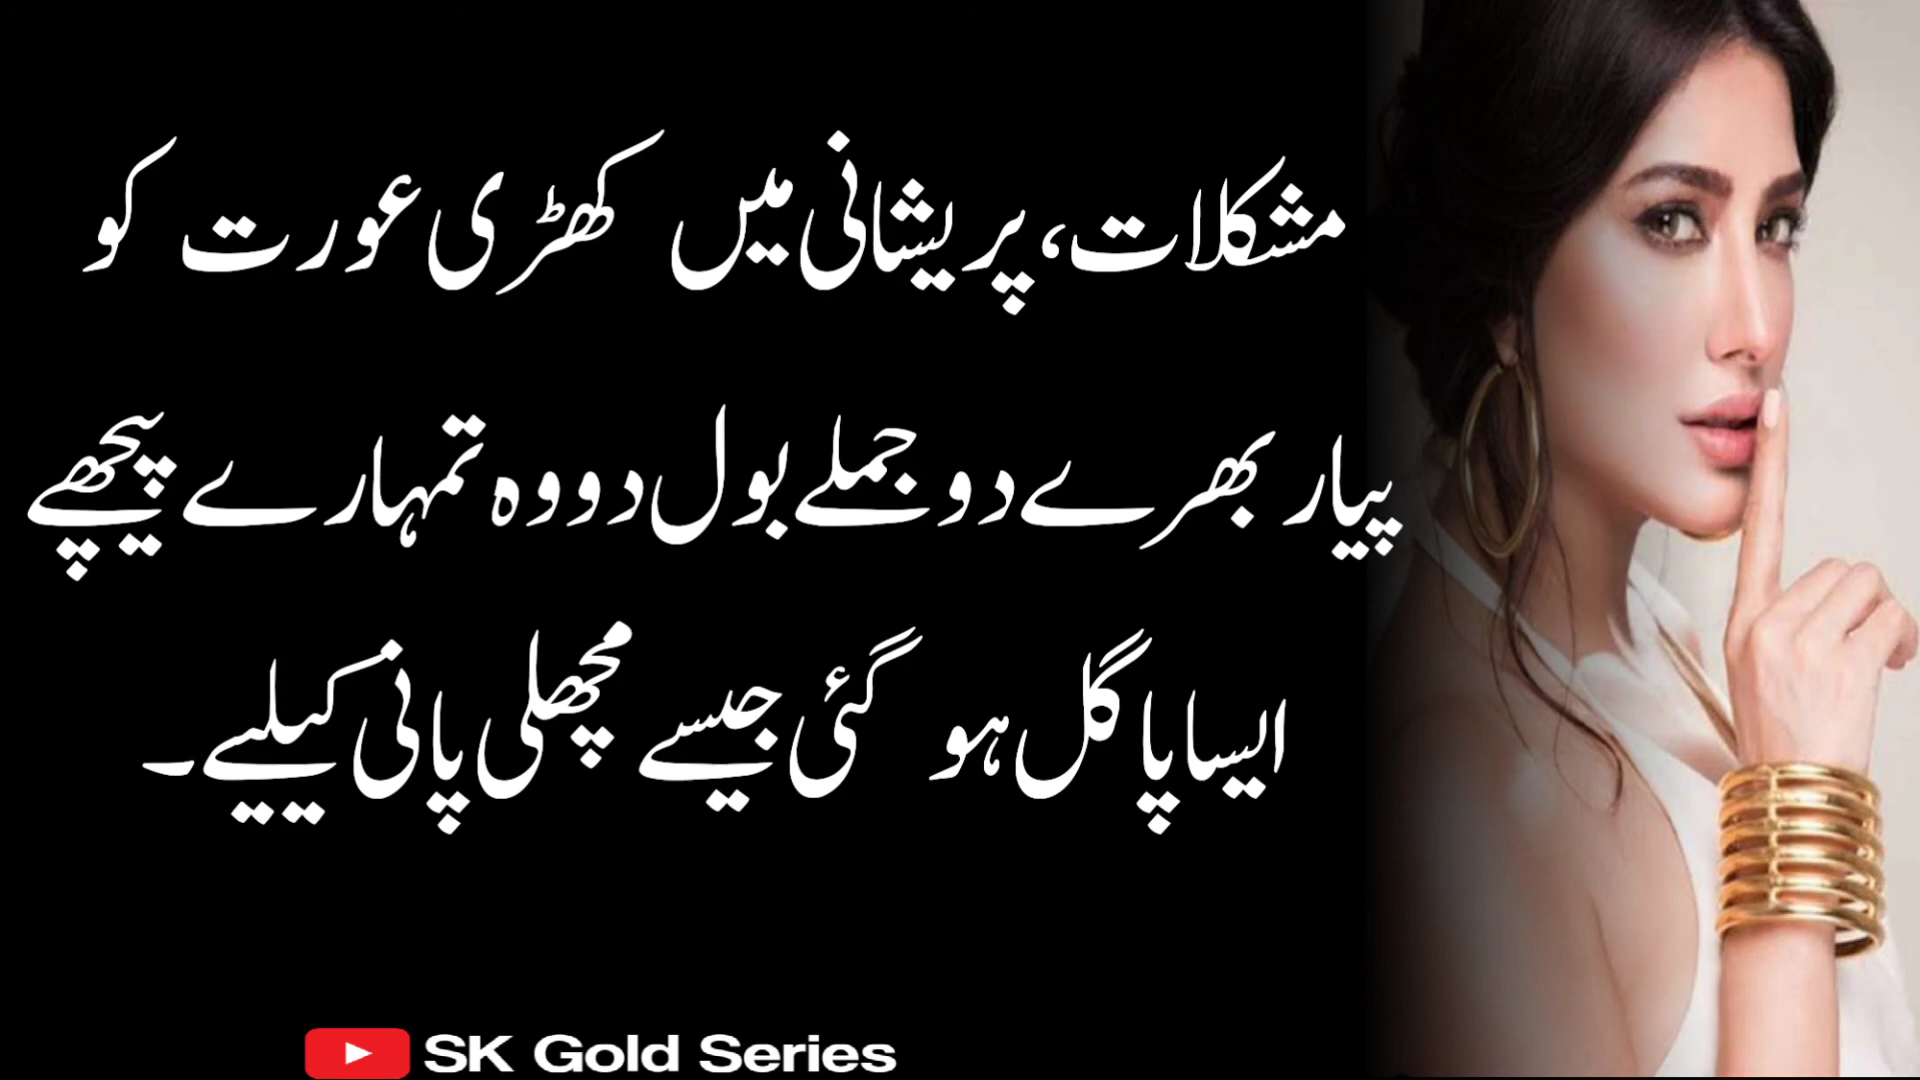 مشکلات، پریشانی میں کھڑی عورت کو
پیار بھرے دو جملے بول دو وہ تمہارے پیچھے
ایسا پاگل ہو گئی جیسے مچھلی پانی کیلیے۔
SK Gold Series